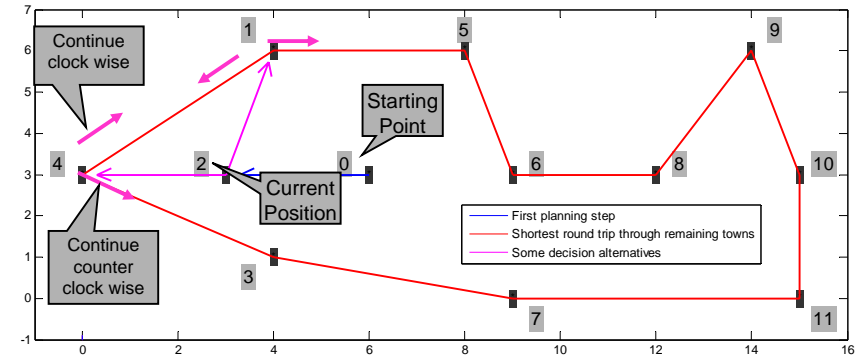 7
6
5
4
3
2
1
0
-1
0
2
4
6
8
10
12
14
16
Continue
clock wise
1
5
9
Starting
Point
4
2
0
6
8
10
Current
Position
First planning step
Shortest round trip through remaining towns
Some decision alternatives
Continue
counter
clock wise
3
7
11